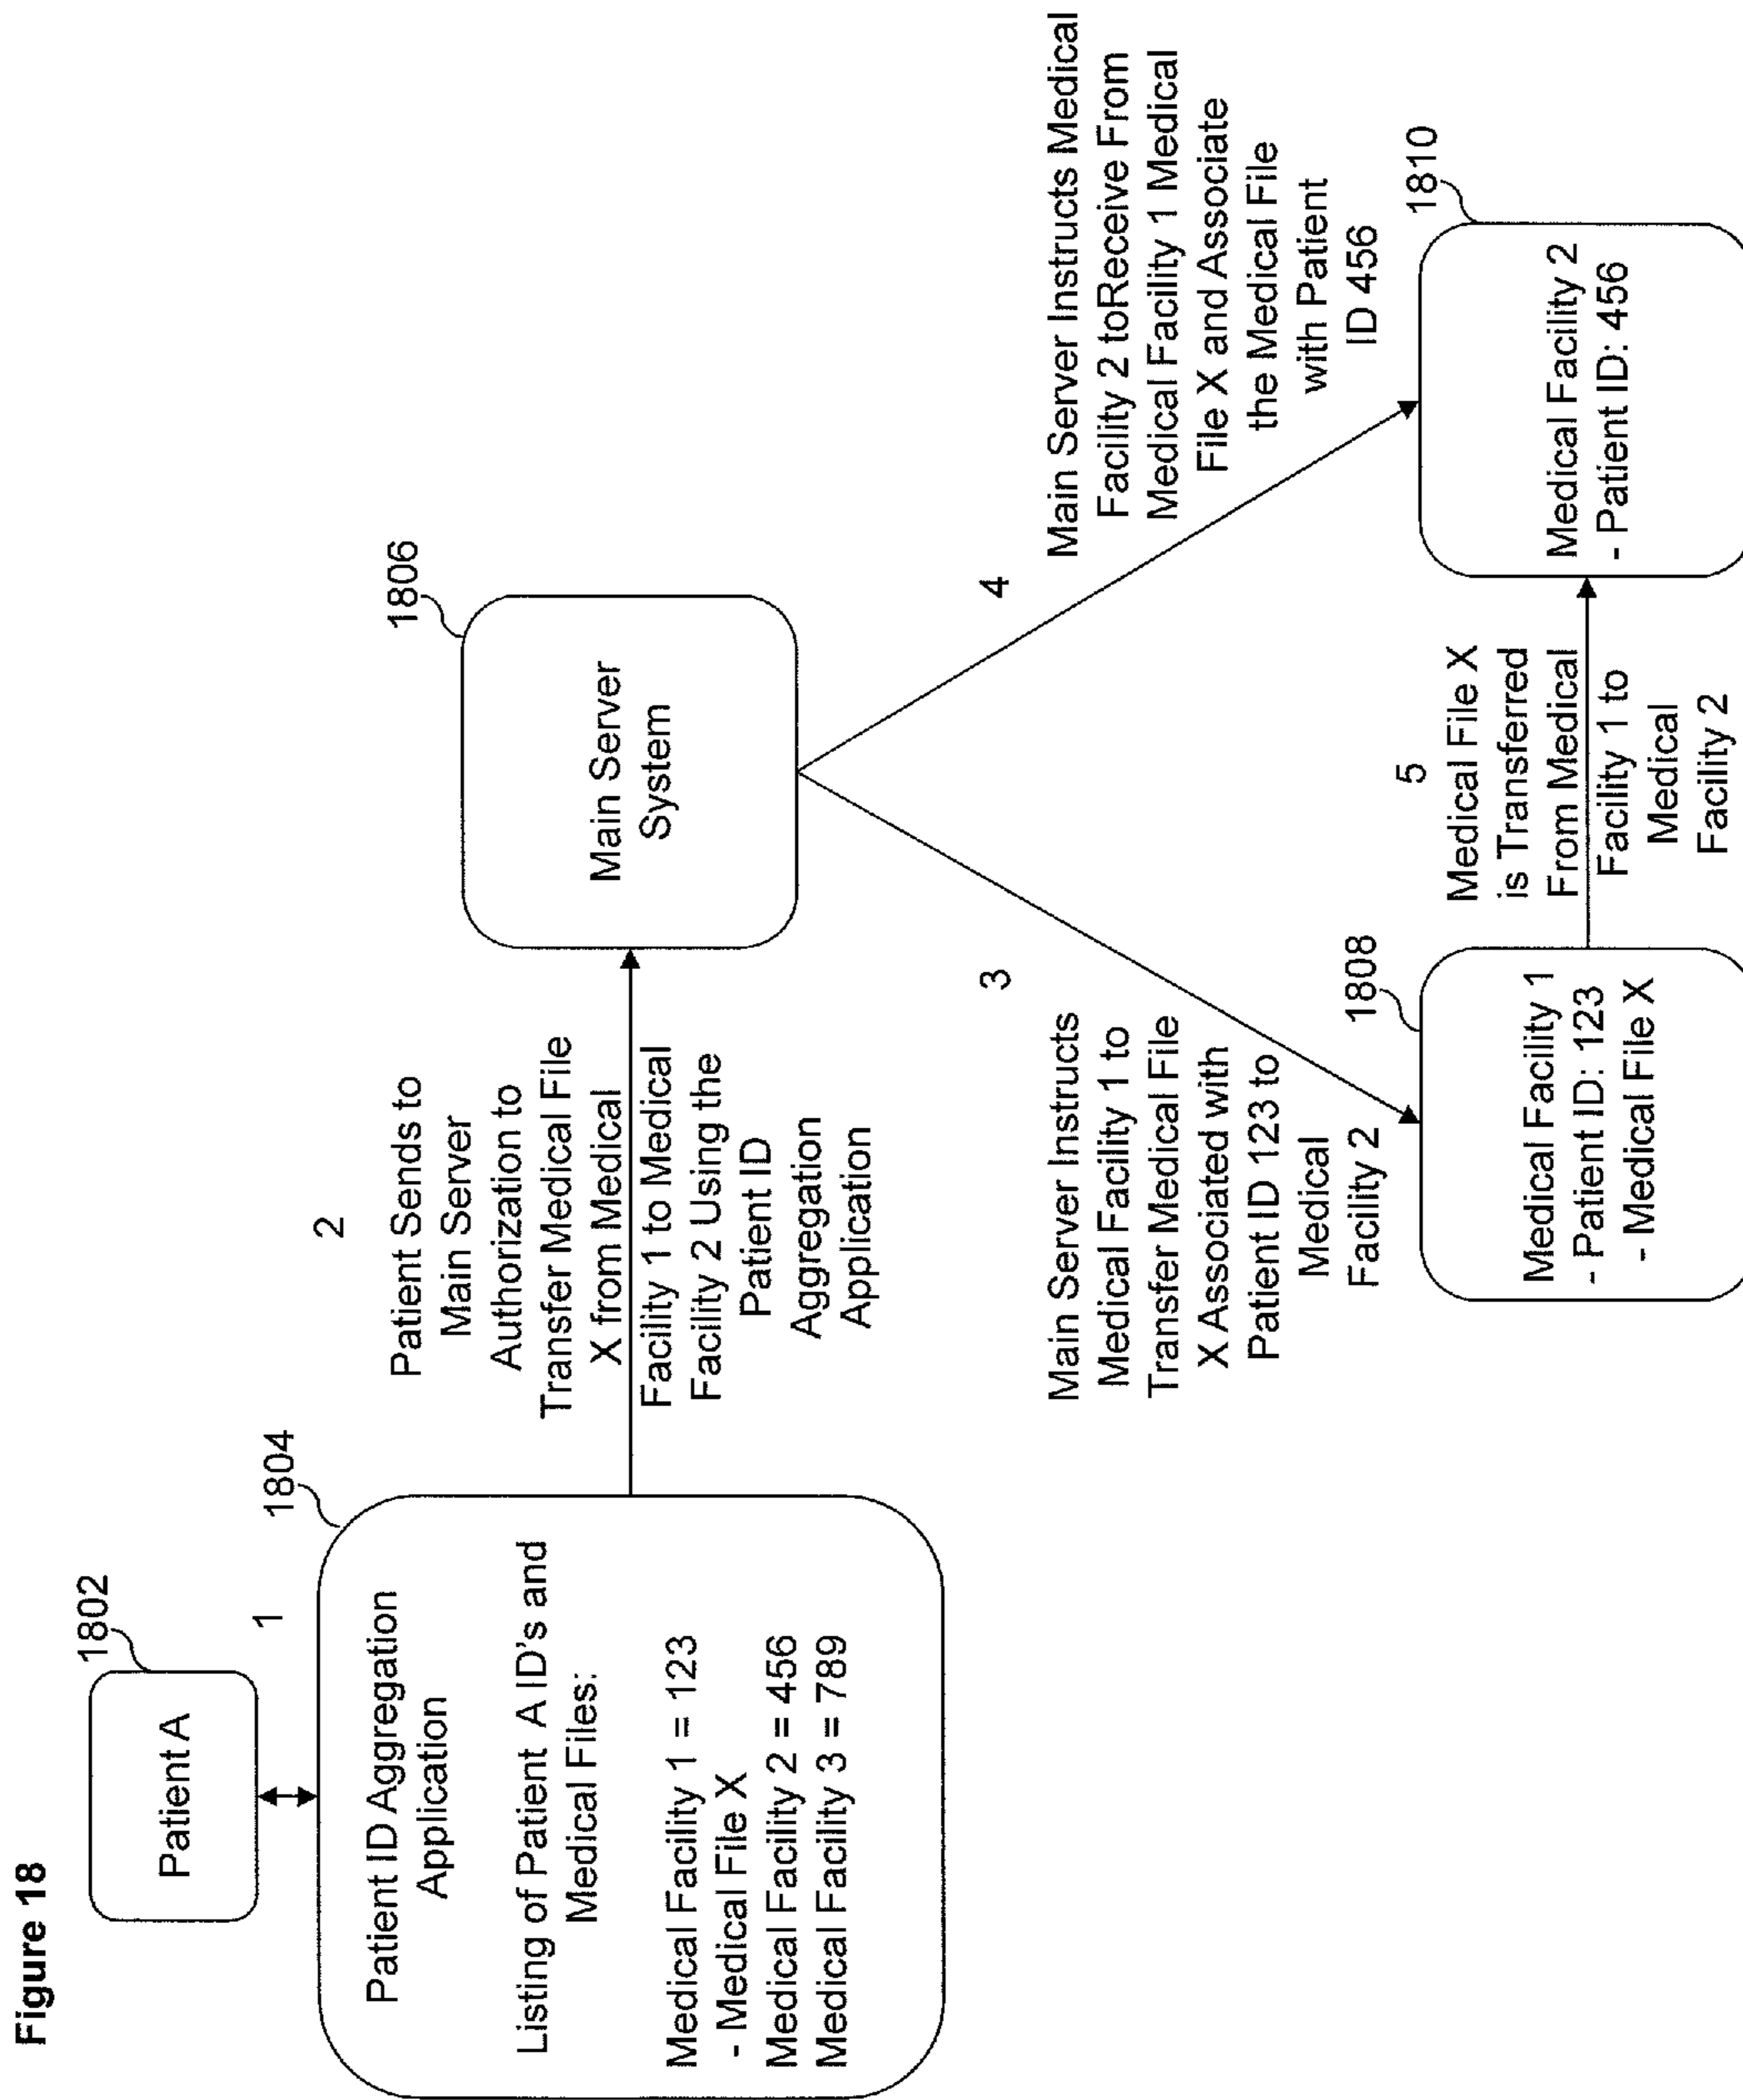 Figure 18
1802
Patient A
1
1804
Patient ID Aggregation
Application
Listing of Patient A ID's and
Medical Files:
Medical Facility 1 = 123
- Medical File X
Medical Facility 2 = 456
Medical Facility 3 = 789
2
Patient Sends to
Main Server
Authorization to
Transfer Medical File
X from Medical
Facility 1 to Medical
Facility 2 Using the
Patient ID
Aggregation
Application
1806
Main Server
System
3
Main Server Instructs
Medical Facility 1 to
Transfer Medical File
X Associated with
Patient ID 123 to
Medical
Facility 2
4
Main Server Instructs Medical
Facility 2 toReceive From
Medical Facility 1 Medical
File X and Associate
the Medical File
with Patient
ID 456
1808
Medical Facility 1
- Patient ID: 123
- Medical File X
5
Medical File X
is Transferred
From Medical
Facility 1 to
Medical
Facility 2
1810
Medical Facility 2
- Patient ID: 456